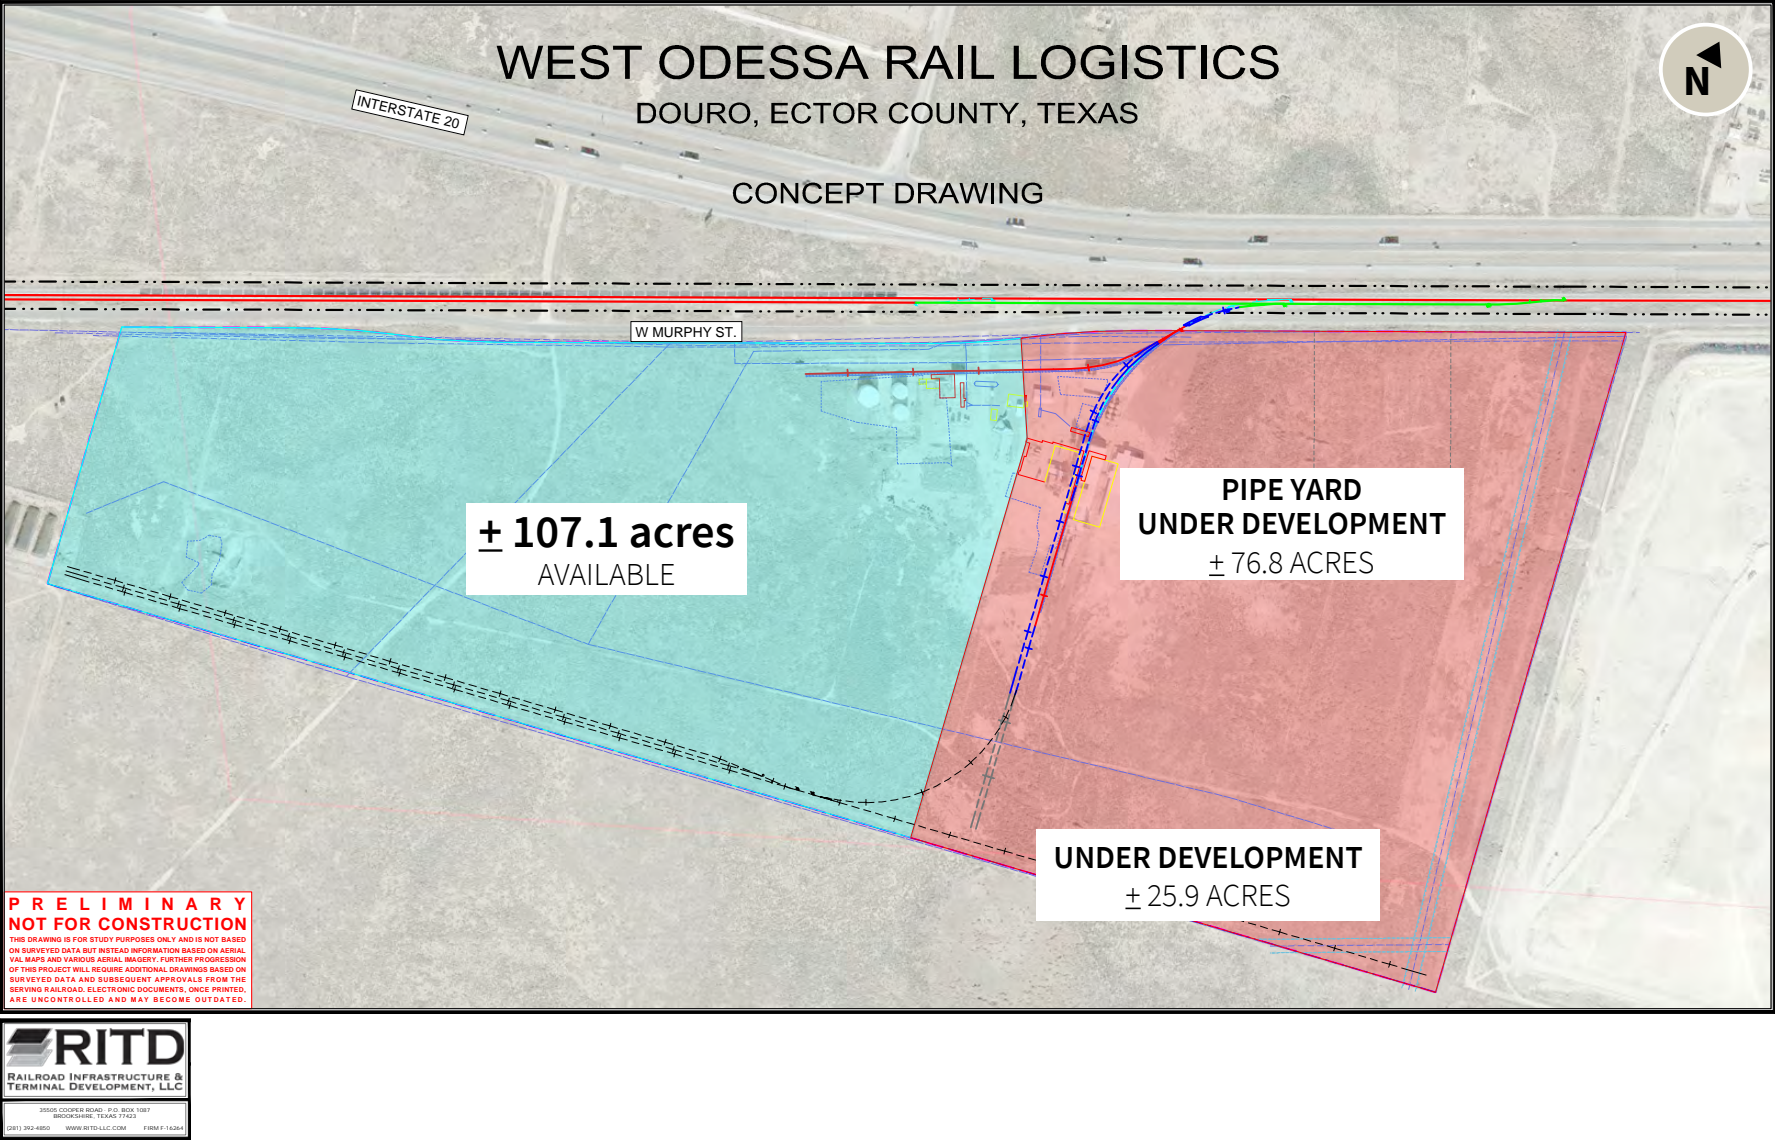 WEST ODESSA RAIL LOGISTICS
DOURO, ECTOR COUNTY, TEXAS
CONCEPT DRAWING
N
INTERSTATE 20
W MURPHY ST.
± 107.1 acres
AVAILABLE
PIPE YARD
UNDER DEVELOPMENT
± 76.8 ACRES
UNDER DEVELOPMENT
± 25.9 ACRES
PRELIMINARY
NOT FOR CONSTRUCTION
THIS DRAWING IS FOR STUDY PURPOSES ONLY AND IS NOT BASED
ON SURVEYED DATA BUT INSTEAD INFORMATION BASED ON AERIAL
VAL MAPS AND VARIOUS AERIAL IMAGERY. FURTHER PROGRESSION
OF THIS PROJECT WILL REQUIRE ADDITIONAL DRAWINGS BASED ON
SURVEYED DATA AND SUBSEQUENT APPROVALS FROM THE
SERVING RAILROAD. ELECTRONIC DOCUMENTS, ONCE PRINTED,
ARE UNCONTROLLED AND MAY BECOME OUTDATED.
RITD
RAILROAD INFRASTRUCTURE &
TERMINAL DEVELOPMENT, LLC
35505 COOPER ROAD - P.O. BOX 1087
BROOKSHIRE, TEXAS 77423
(281) 392-4850 WWW.RITD-LLC.COM FIRM F-16264